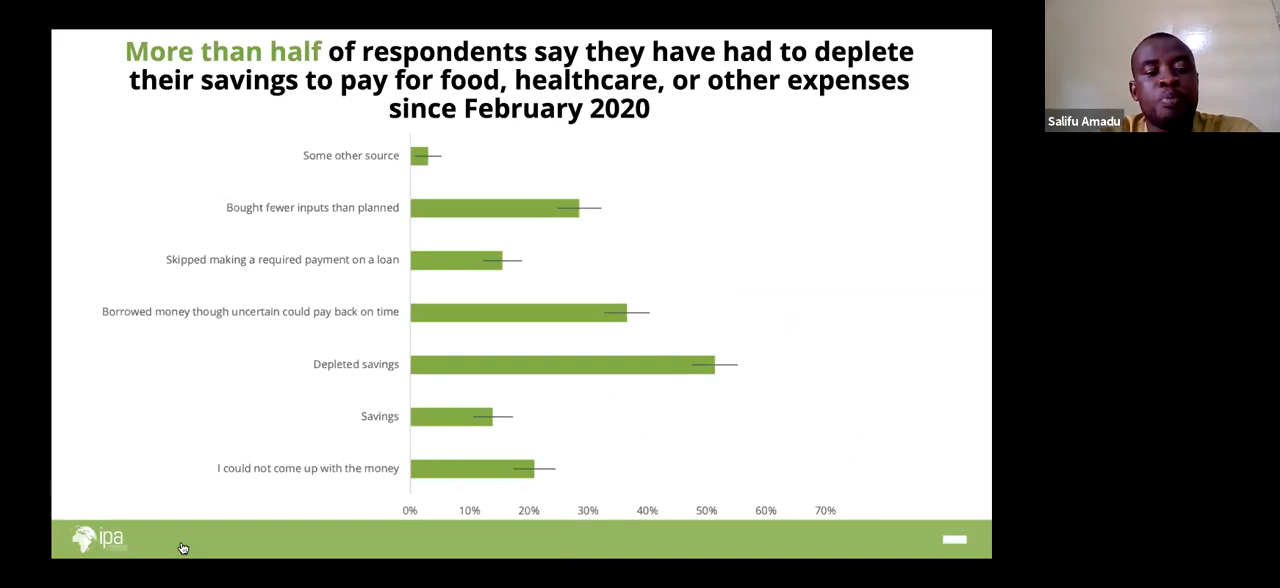 More than half of respondents say they have had to deplete
their savings to pay for food, healthcare, or other expenses
since February 2020
Salifu Amadu
Some other source
Bought fewer inputs than planned
Skipped making a required payment on a loan
Borrowed money though uncertain could pay back on time
Depleted savings
Savings
I could not come up with the money
0% 10% 20% 30% 40% 50% 60% 70%
ipa